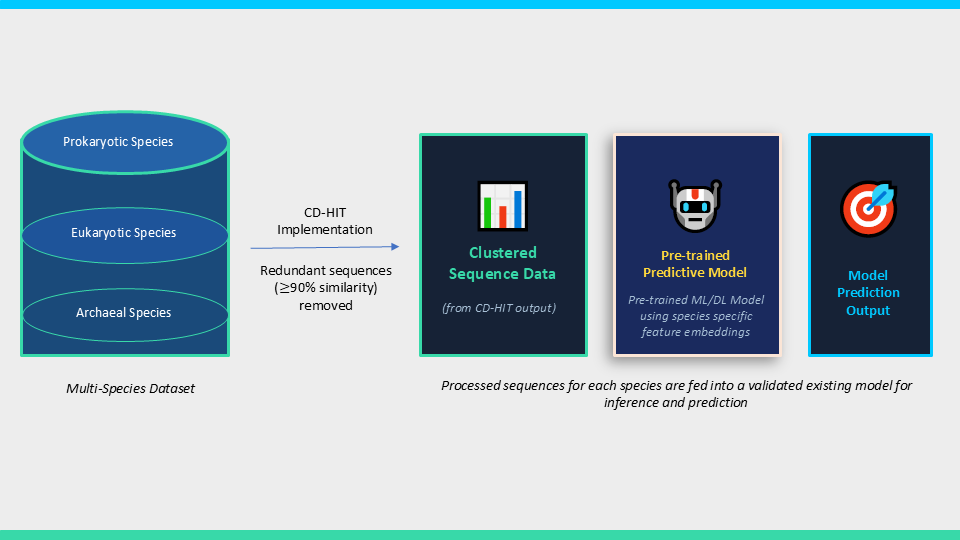 Prokaryotic Species
Eukaryotic Species
Archaeal Species
Multi-Species Dataset
CD-HIT
Implementation
Redundant sequences
(≥90% similarity)
removed
Clustered
Sequence Data
(from CD-HIT output)
Pre-trained
Predictive Model
Pre-trained ML/DL Model
using species specific
feature embeddings
Model
Prediction
Output
Processed sequences for each species are fed into a validated existing model for
inference and prediction